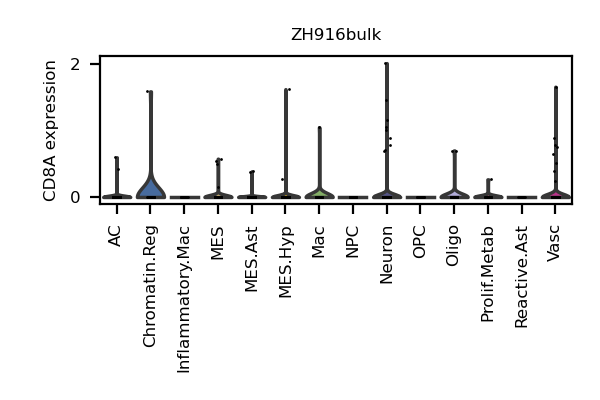 ZH916bulk
CD8A expression
2
0
AC
Chromatin.Reg
Inflammatory.Mac
MES
MES.Ast
MES.Hyp
Mac
NPC
Neuron
OPC
Oligo
Prolif.Metab
Reactive.Ast
Vasc